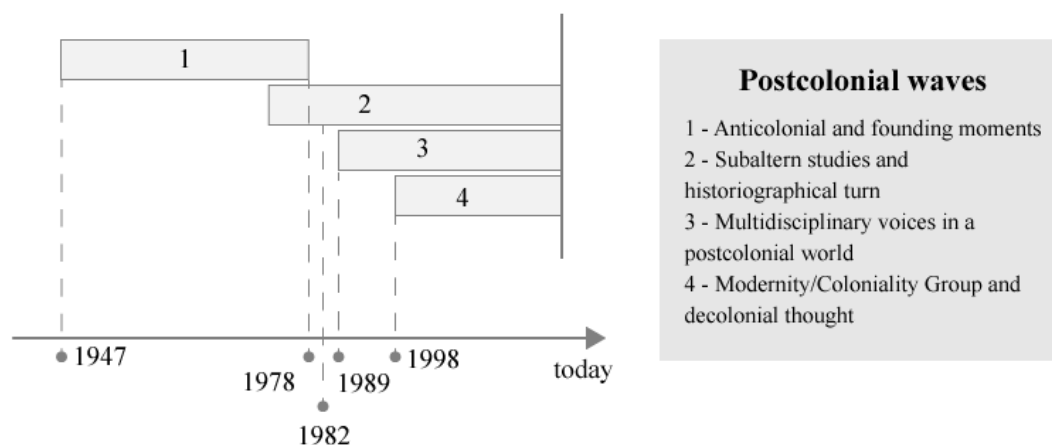 1
2
3
4
1947
1978
1989
1998
today
1982
Postcolonial waves
1 - Anticolonial and founding moments
2 - Subaltern studies and
historiographical turn
3 - Multidisciplinary voices in a
postcolonial world
4 - Modernity/Coloniality Group and
decolonial thought